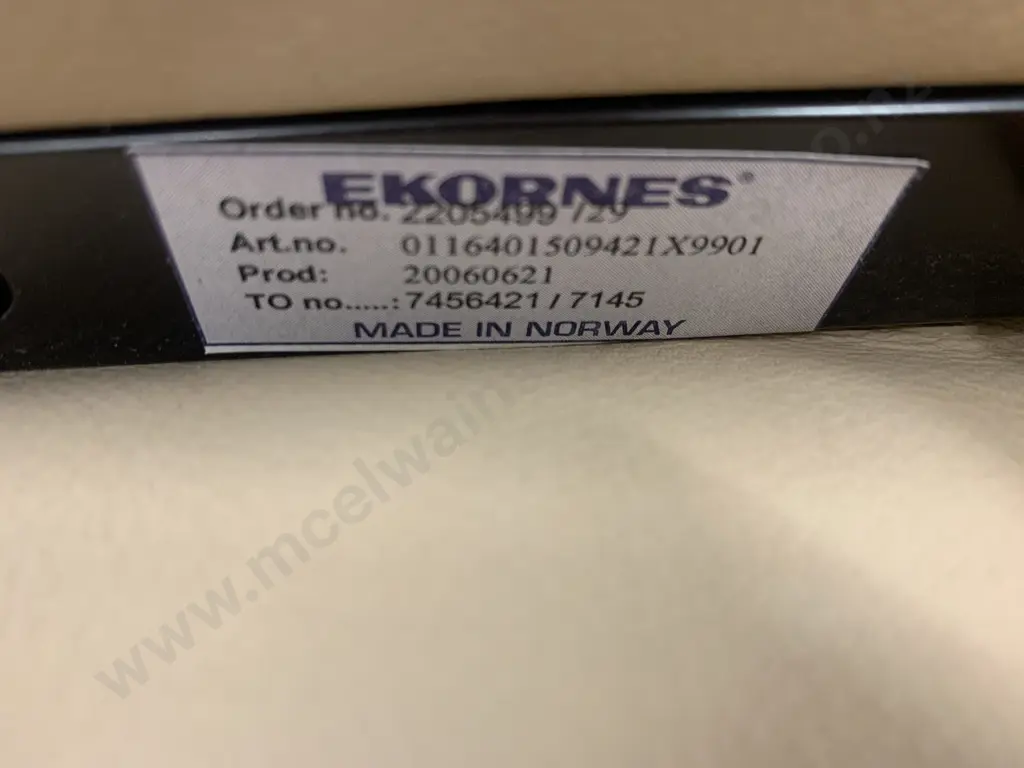 EKORNES®
Order no. 2205499 /29
Art.no. 0116401509421X9901
Prod: 20060621
TO no.....: 7456421 / 7145
MADE IN NORWAY
www.mcelwain